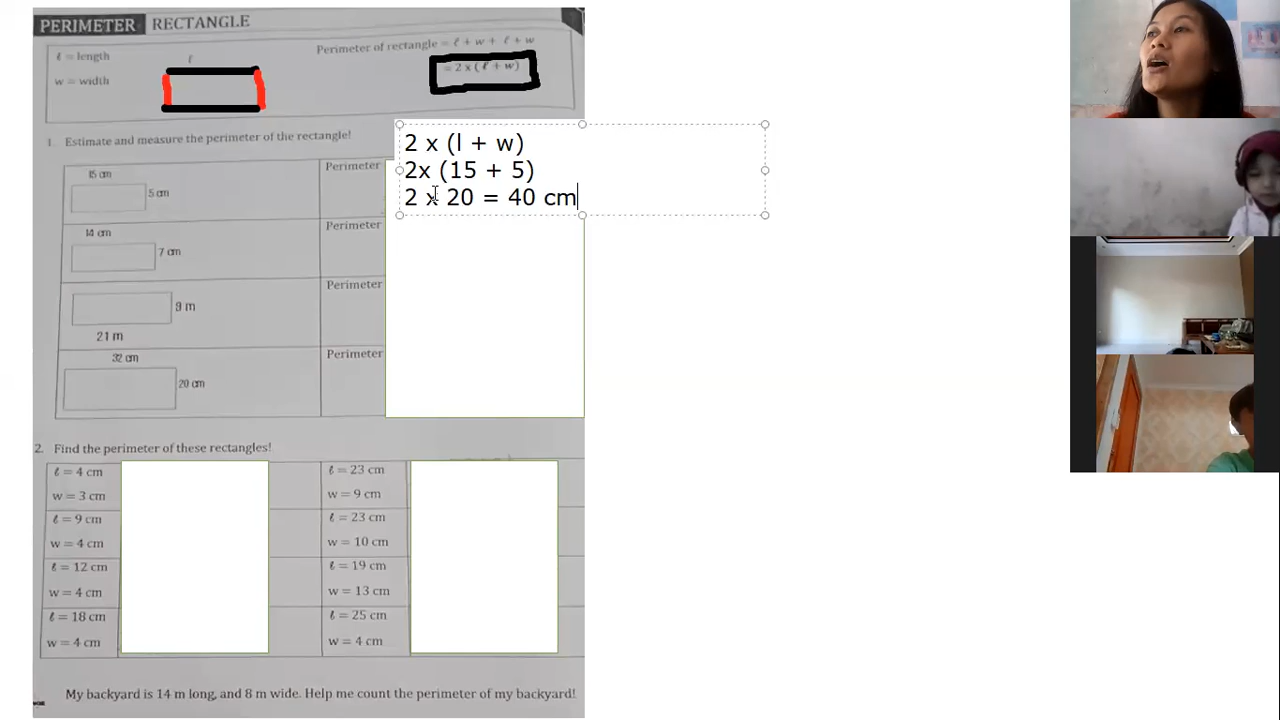 PERIMETER RECTANGLE
ℓ = length
w = width
ℓ
Perimeter of rectangle = ℓ + w + ℓ + w
= 2 x (ℓ + w)
1. Estimate and measure the perimeter of the rectangle!
15 cm
5 cm
Perimeter
2 x (l + w)
2x (15 + 5)
2 x 20 = 40 cm
14 cm
7 cm
Perimeter
9 m
21 m
Perimeter
32 cm
20 cm
Perimeter
2. Find the perimeter of these rectangles!
ℓ = 4 cm
w = 3 cm
ℓ = 23 cm
w = 9 cm
ℓ = 9 cm
w = 4 cm
ℓ = 23 cm
w = 10 cm
ℓ = 12 cm
w = 4 cm
ℓ = 19 cm
w = 13 cm
ℓ = 18 cm
w = 4 cm
ℓ = 25 cm
w = 4 cm
My backyard is 14 m long, and 8 m wide. Help me count the perimeter of my backyard!